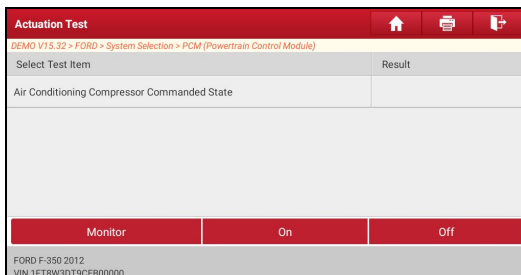 Actuation Test
DEMO V15.32 > FORD > System Selection > PCM (Powertrain Control Module)
Select Test Item Result
Air Conditioning Compressor Commanded State
Monitor On Off
FORD F-350 2012
VIN 1FT8W3DT9CEB00000